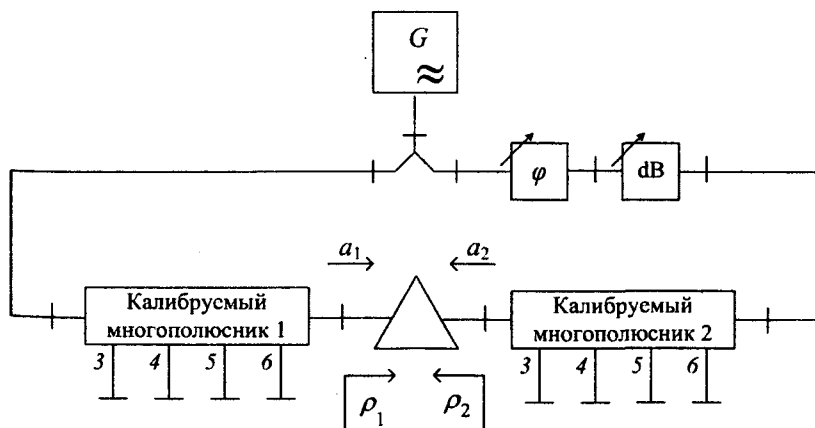 G
≈
φ
dB
a₁
a₂
Калибруемый
многополюсник 1
Калибруемый
многополюсник 2
3 4 5 6
3 4 5 6
ρ₁
ρ₂